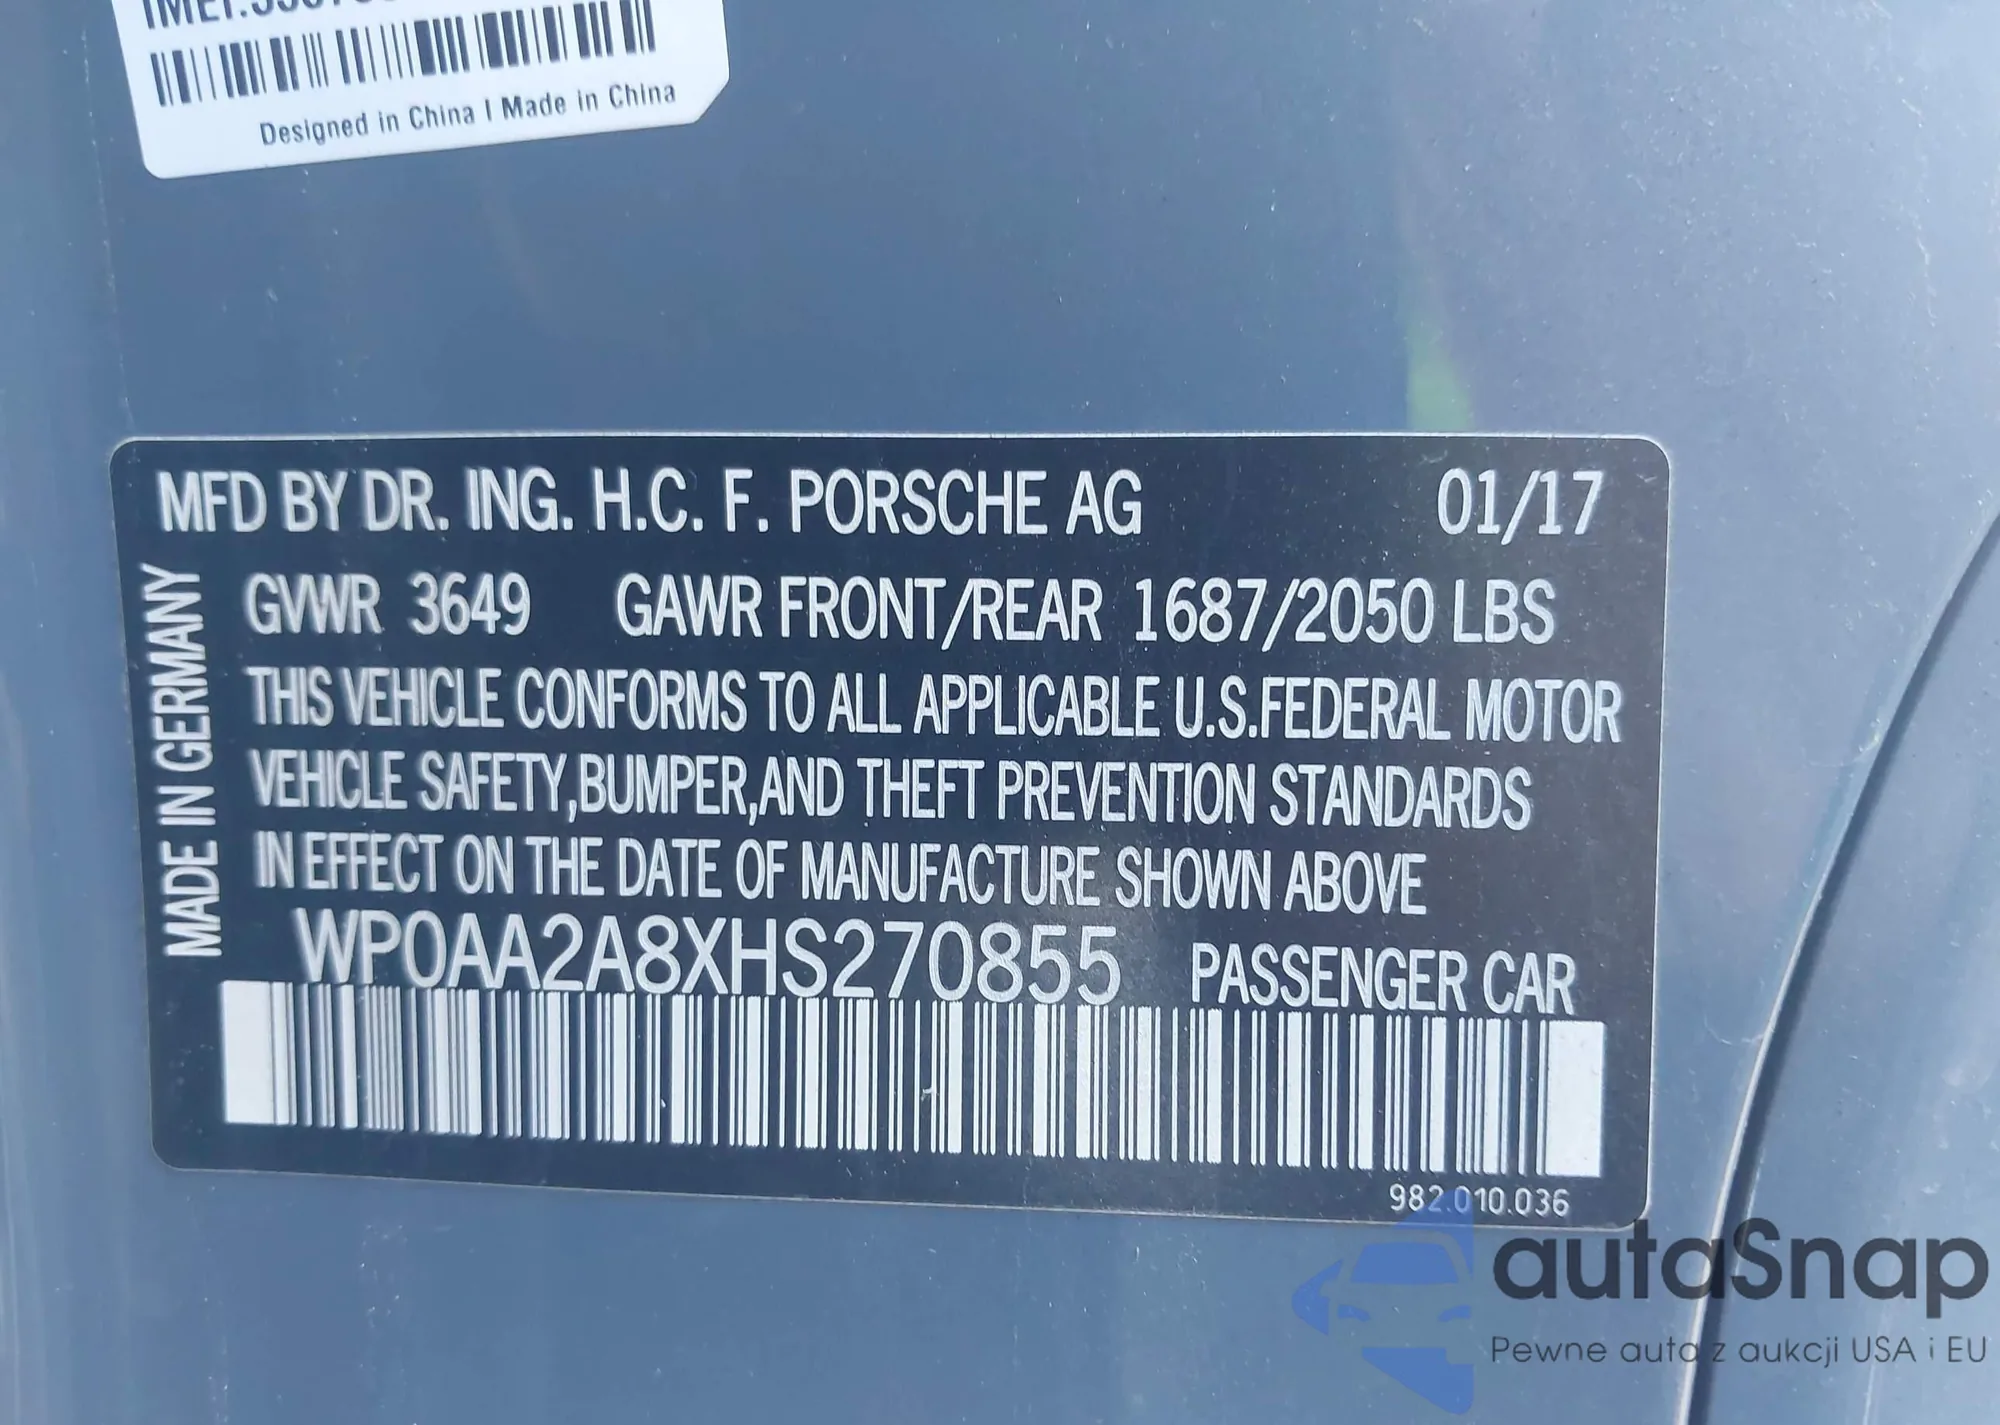 Designed in China | Made in China
MFD BY DR. ING. H.C. F. PORSCHE AG 01/17
GVWR 3649 GAWR FRONT/REAR 1687/2050 LBS
THIS VEHICLE CONFORMS TO ALL APPLICABLE U.S.FEDERAL MOTOR
VEHICLE SAFETY,BUMPER,AND THEFT PREVENTION STANDARDS
IN EFFECT ON THE DATE OF MANUFACTURE SHOWN ABOVE
WP0AA2A8XHS270855 PASSENGER CAR
MADE IN GERMANY
982.010.036
autaSnap
Pewne auta z aukcji USA i EU